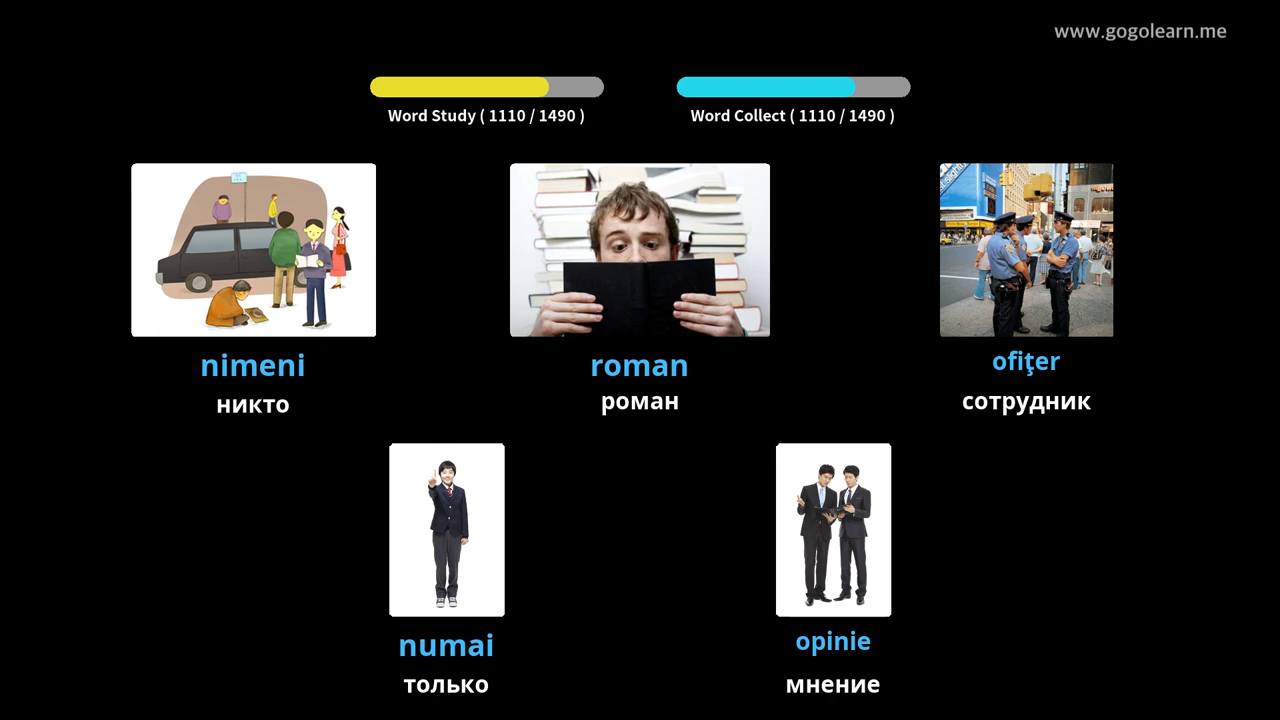 www.gogolearn.me
Word Study ( 1110 / 1490 )
Word Collect ( 1110 / 1490 )
nimeni
никто
roman
роман
ofiţer
сотрудник
numai
только
opinie
мнение